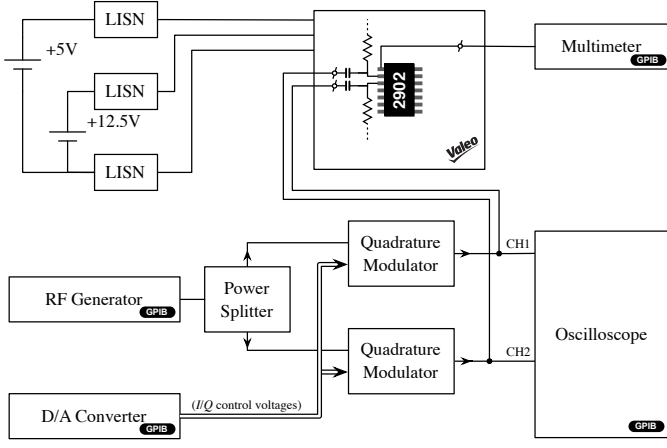 LISN
+5V
LISN
+12.5V
LISN
2902
Valeo
Multimeter
GPIB
Quadrature
Modulator
CH1
RF Generator
GPIB
Power
Splitter
Oscilloscope
GPIB
Quadrature
Modulator
CH2
D/A Converter
GPIB
(I/Q control voltages)